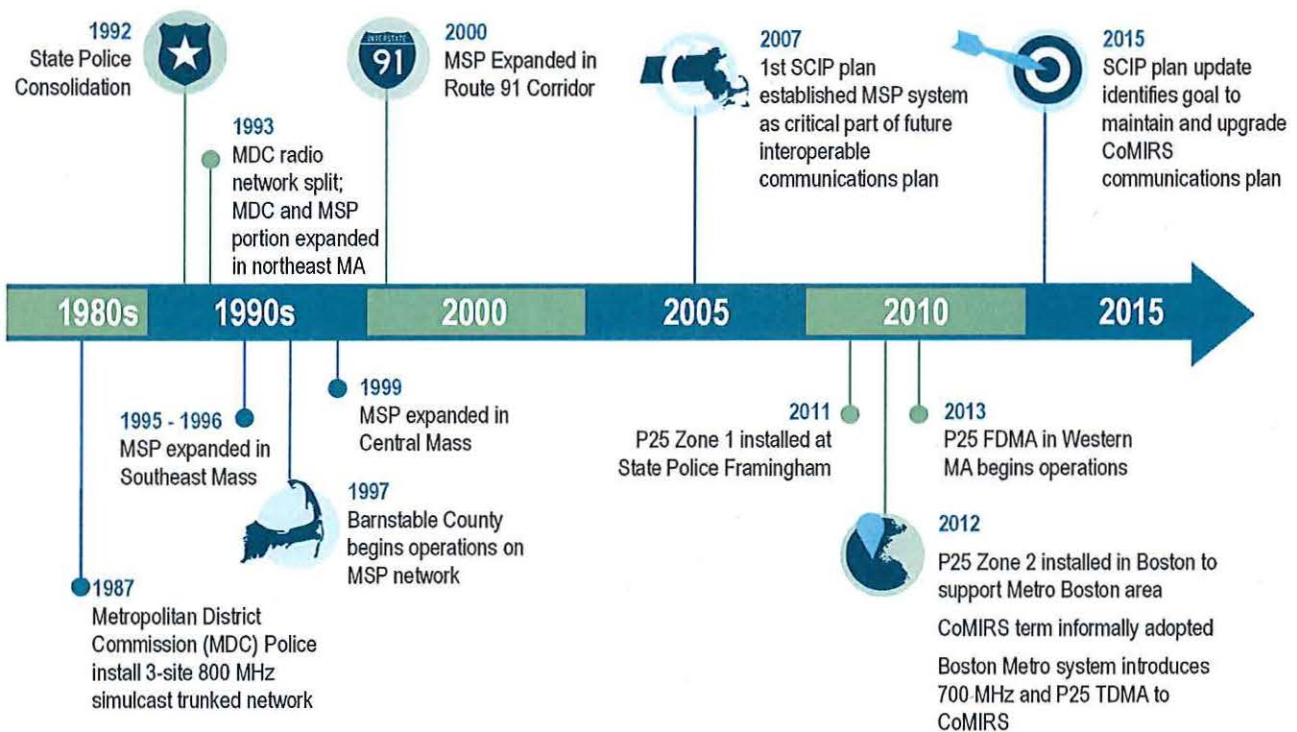 1992
State Police
Consolidation
1993
MDC radio
network split;
MDC and MSP
portion expanded
in northeast MA
INTERSTATE
91
2000
MSP Expanded in
Route 91 Corridor
2007
1st SCIP plan
established MSP system
as critical part of future
interoperable
communications plan
2015
SCIP plan update
identifies goal to
maintain and upgrade
CoMIRS
communications plan
1980s
1990s
2000
2005
2010
2015
1987
Metropolitan District
Commission (MDC) Police
install 3-site 800 MHz
simulcast trunked network
1995 - 1996
MSP expanded in
Southeast Mass
1997
Barnstable County
begins operations on
MSP network
1999
MSP expanded in
Central Mass
2011
P25 Zone 1 installed at
State Police Framingham
2012
P25 Zone 2 installed in Boston to
support Metro Boston area
CoMIRS term informally adopted
Boston Metro system introduces
700 MHz and P25 TDMA to
CoMIRS
2013
P25 FDMA in Western
MA begins operations